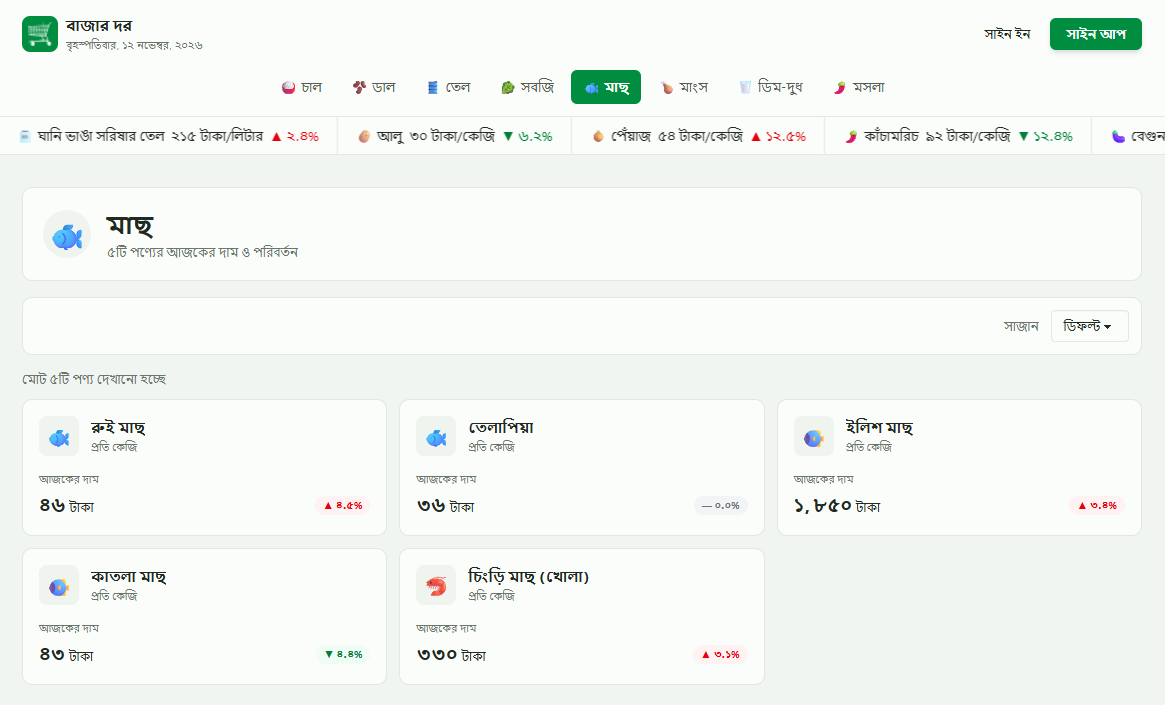 বাজার দর
বৃহস্পতিবার, ১২ নভেম্বর, ২০২৬
সাইন ইন
সাইন আপ
চাল
ডাল
তেল
সবজি
মাছ
মাংস
ডিম-দুধ
মসলা
ঘানি ভাঙা সরিষার তেল ২১৫ টাকা/লিটার ▲ ২.৪%
আলু ৩০ টাকা/কেজি ▼ ৬.২%
পেঁয়াজ ৫৪ টাকা/কেজি ▲ ১২.৫%
কাঁচামরিচ ৯২ টাকা/কেজি ▼ ১২.৪%
বেগুন
মাছ
৫টি পণ্যের আজকের দাম ও পরিবর্তন
সাজান
ডিফল্ট
মোট ৫টি পণ্য দেখানো হচ্ছে
রুই মাছ
প্রতি কেজি
আজকের দাম
৪৬ টাকা
▲ ৪.৫%
তেলাপিয়া
প্রতি কেজি
আজকের দাম
৩৬ টাকা
— ০.০%
ইলিশ মাছ
প্রতি কেজি
আজকের দাম
১,৮৫০ টাকা
▲ ৩.৪%
কাতলা মাছ
প্রতি কেজি
আজকের দাম
৪৩ টাকা
▼ ৪.৪%
চিংড়ি মাছ (খোলা)
প্রতি কেজি
আজকের দাম
৩৩০ টাকা
▲ ৩.১%